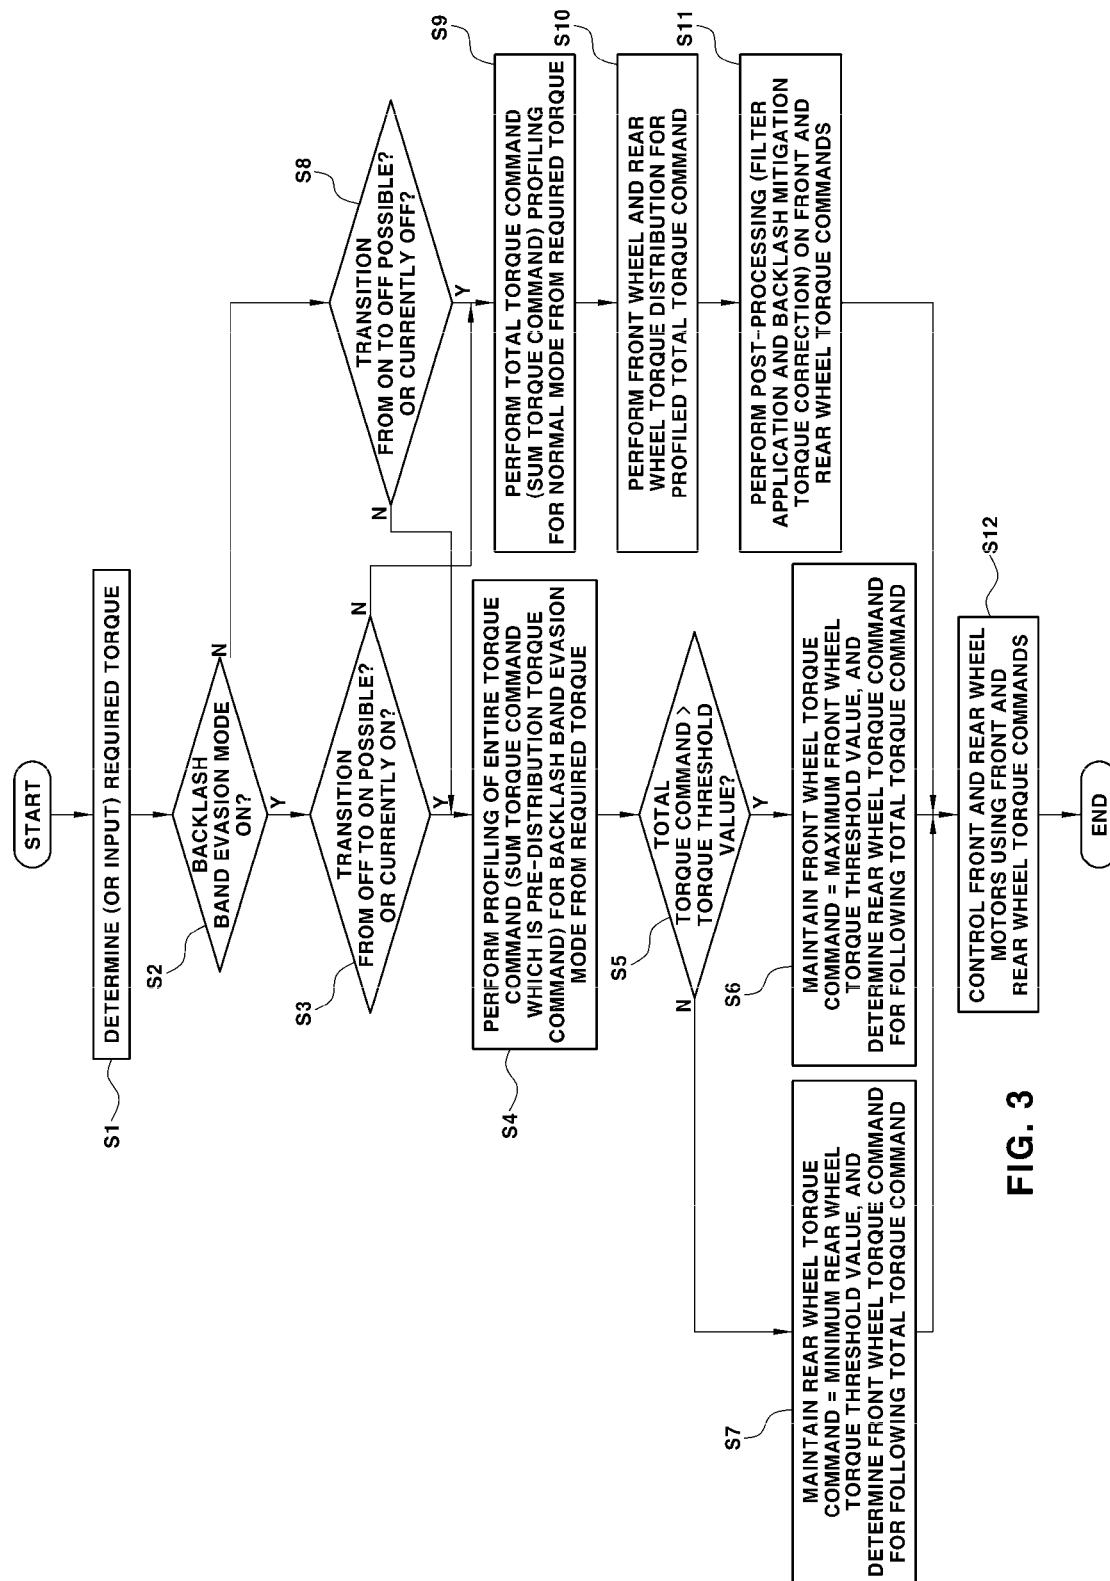 START
S1
DETERMINE (OR INPUT) REQUIRED TORQUE
S2
BACKLASH
BAND EVASION MODE
ON?
N
Y
S3
TRANSITION
FROM OFF TO ON POSSIBLE?
OR CURRENTLY ON?
N
Y
S8
TRANSITION
FROM ON TO OFF POSSIBLE?
OR CURRENTLY OFF?
N
Y
S4
PERFORM PROFILING OF ENTIRE TORQUE
COMMAND (SUM TORQUE COMMAND
WHICH IS PRE-DISTRIBUTION TORQUE
COMMAND) FOR BACKLASH BAND EVASION
MODE FROM REQUIRED TORQUE
S9
PERFORM TOTAL TORQUE COMMAND
(SUM TORQUE COMMAND) PROFILING
FOR NORMAL MODE FROM REQUIRED TORQUE
S5
TOTAL
TORQUE COMMAND >
TORQUE THRESHOLD
VALUE?
N
Y
S10
PERFORM FRONT WHEEL AND REAR
WHEEL TORQUE DISTRIBUTION FOR
PROFILED TOTAL TORQUE COMMAND
S7
MAINTAIN REAR WHEEL TORQUE
COMMAND = MINIMUM REAR WHEEL
TORQUE THRESHOLD VALUE, AND
DETERMINE FRONT WHEEL TORQUE COMMAND
FOR FOLLOWING TOTAL TORQUE COMMAND
S6
MAINTAIN FRONT WHEEL TORQUE
COMMAND = MAXIMUM FRONT WHEEL
TORQUE THRESHOLD VALUE, AND
DETERMINE REAR WHEEL TORQUE COMMAND
FOR FOLLOWING TOTAL TORQUE COMMAND
S11
PERFORM POST-PROCESSING (FILTER
APPLICATION AND BACKLASH MITIGATION
TORQUE CORRECTION) ON FRONT AND
REAR WHEEL TORQUE COMMANDS
S12
CONTROL FRONT AND REAR WHEEL
MOTORS USING FRONT AND
REAR WHEEL TORQUE COMMANDS
END
FIG. 3